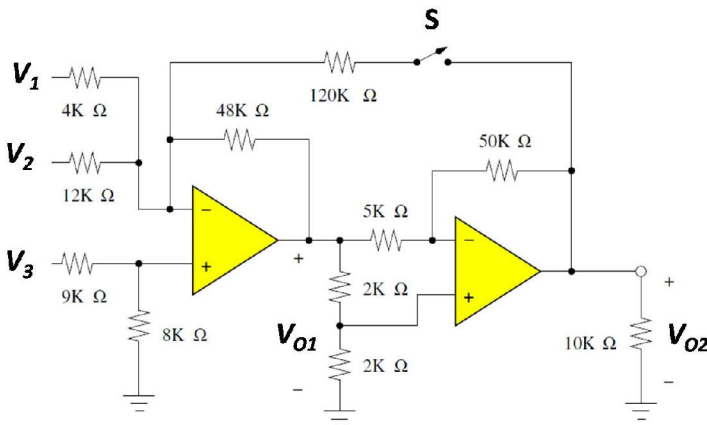 S
V1
4K Ω
120K Ω
48K Ω
V2
12K Ω
50K Ω
5K Ω
−
−
V3
+
9K Ω
8K Ω
+
2K Ω
+
+
VO1
2K Ω
10K Ω
VO2
−
−